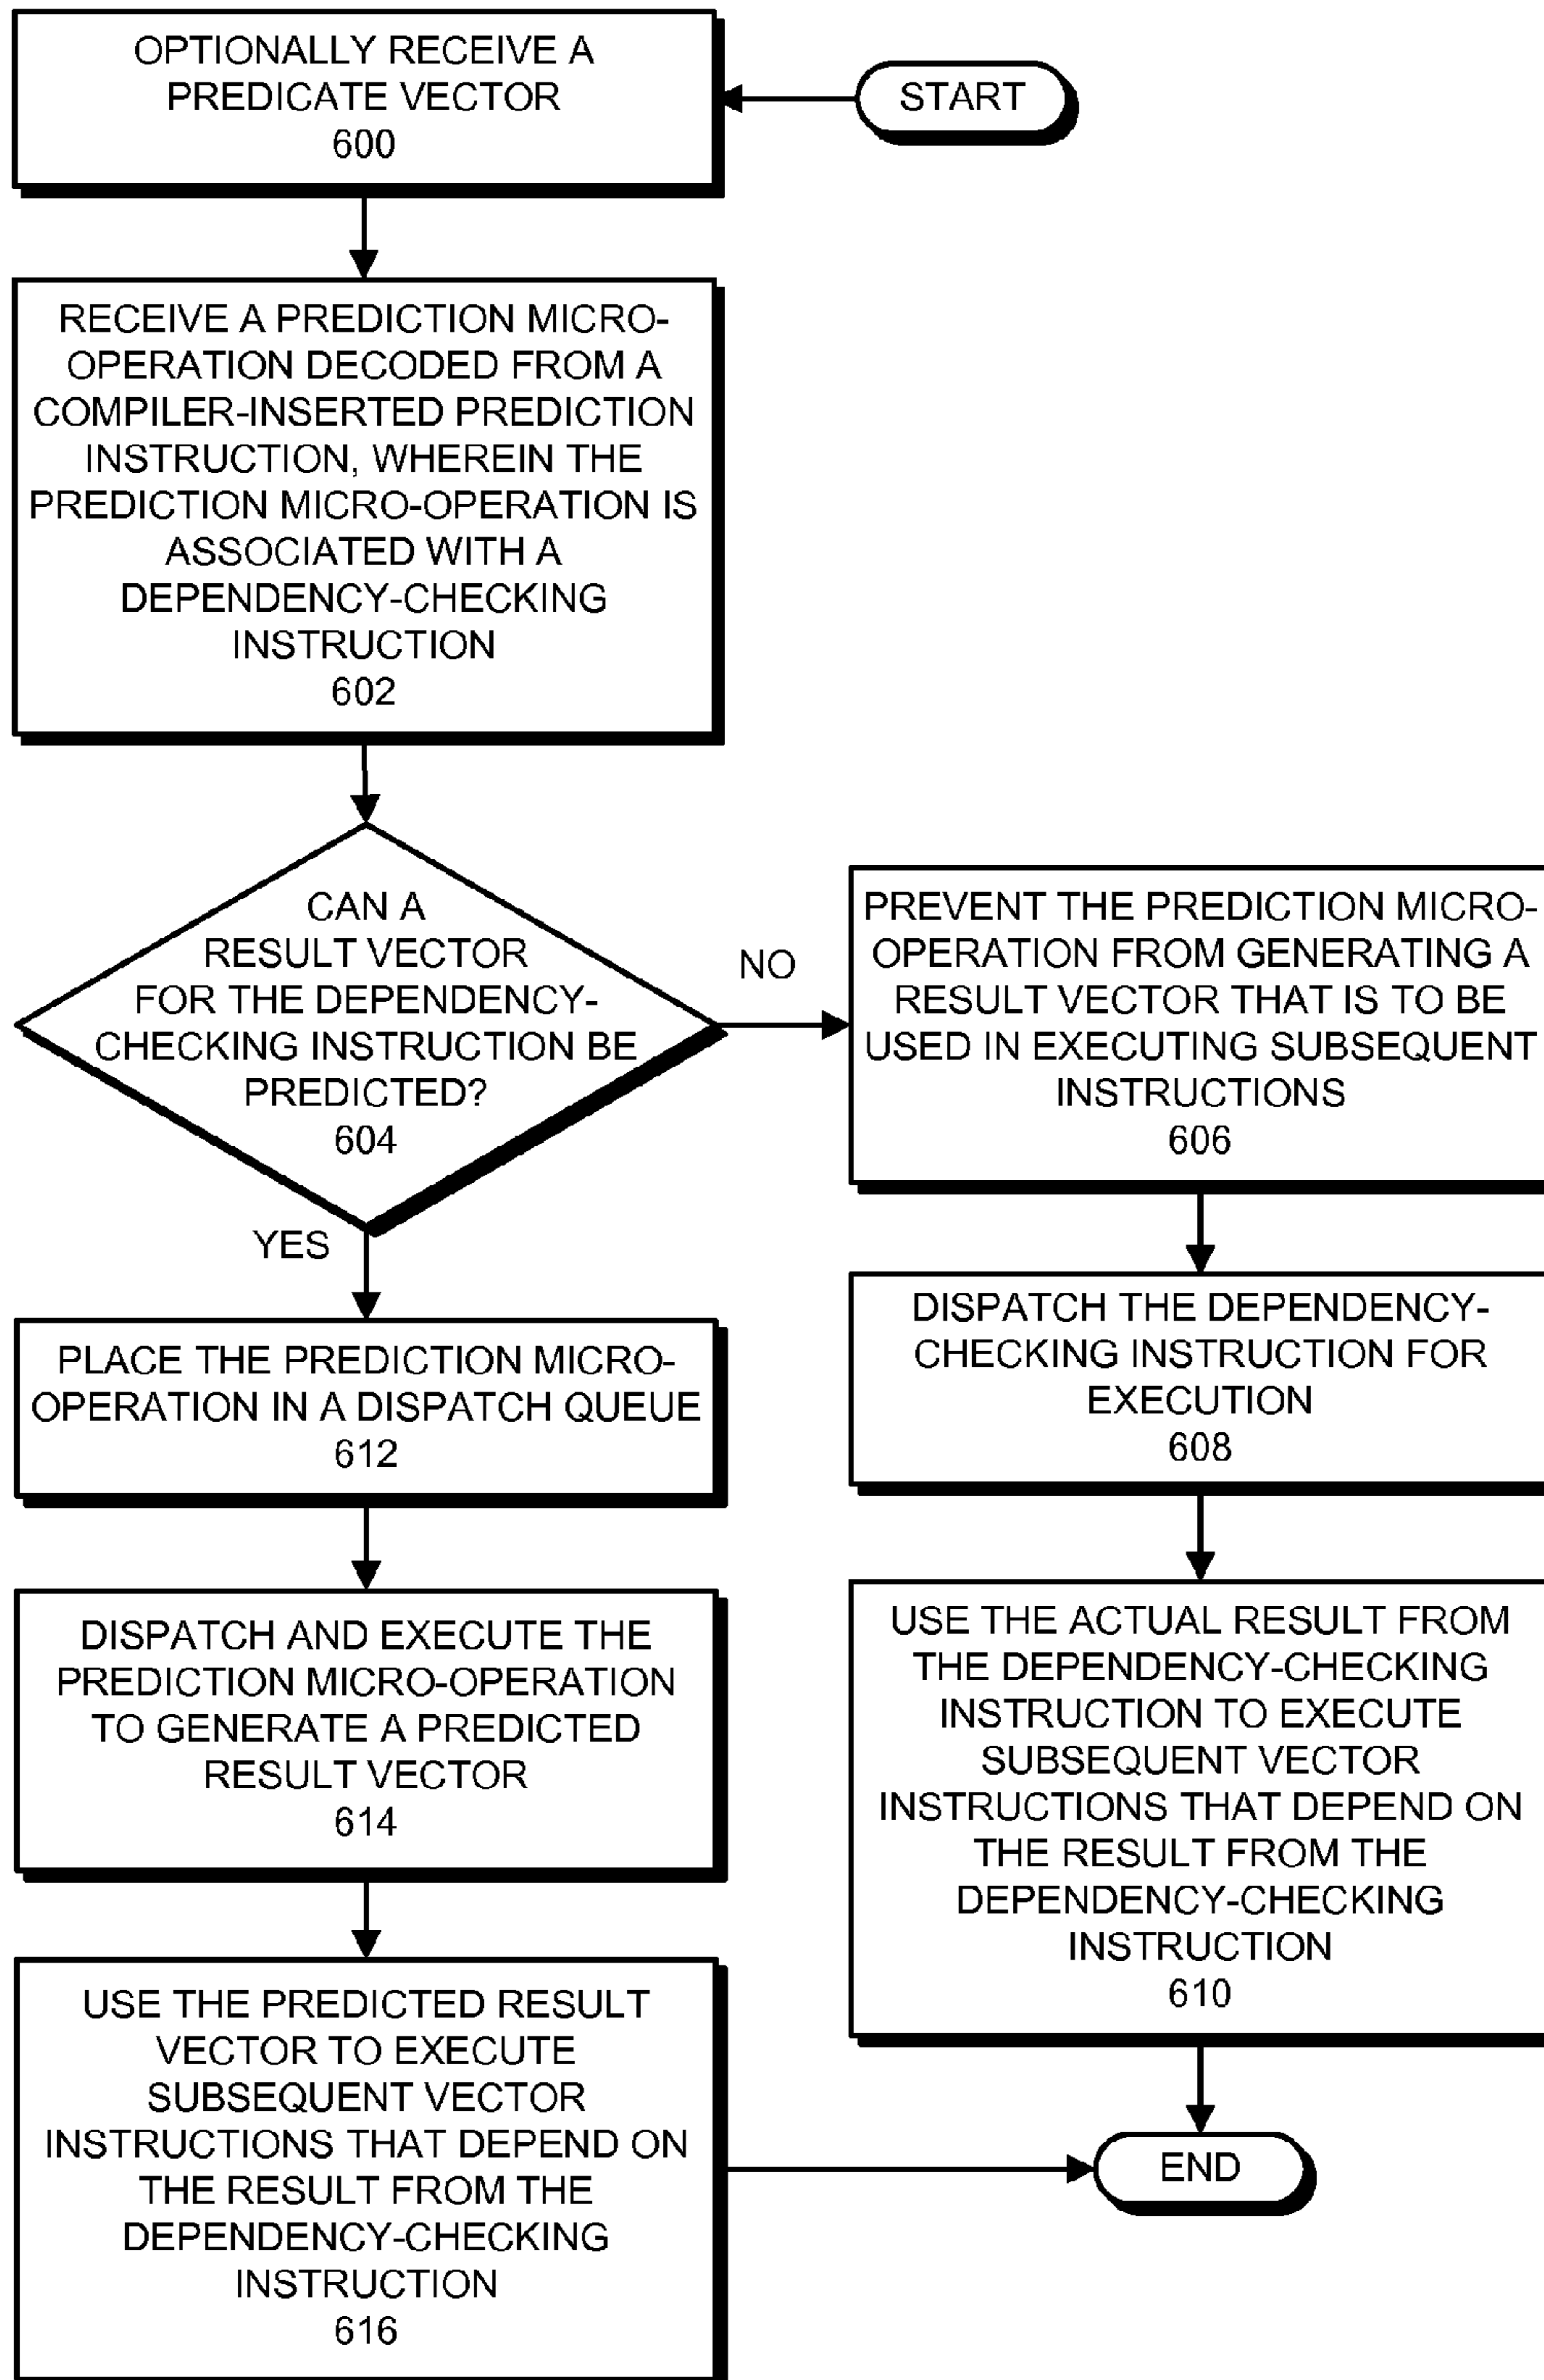 OPTIONALLY RECEIVE A
PREDICATE VECTOR
600
START
RECEIVE A PREDICTION MICRO-
OPERATION DECODED FROM A
COMPILER-INSERTED PREDICTION
INSTRUCTION, WHEREIN THE
PREDICTION MICRO-OPERATION IS
ASSOCIATED WITH A
DEPENDENCY-CHECKING
INSTRUCTION
602
CAN A
RESULT VECTOR
FOR THE DEPENDENCY-
CHECKING INSTRUCTION BE
PREDICTED?
604
NO
PREVENT THE PREDICTION MICRO-
OPERATION FROM GENERATING A
RESULT VECTOR THAT IS TO BE
USED IN EXECUTING SUBSEQUENT
INSTRUCTIONS
606
YES
DISPATCH THE DEPENDENCY-
CHECKING INSTRUCTION FOR
EXECUTION
608
PLACE THE PREDICTION MICRO-
OPERATION IN A DISPATCH QUEUE
612
DISPATCH AND EXECUTE THE
PREDICTION MICRO-OPERATION
TO GENERATE A PREDICTED
RESULT VECTOR
614
USE THE ACTUAL RESULT FROM
THE DEPENDENCY-CHECKING
INSTRUCTION TO EXECUTE
SUBSEQUENT VECTOR
INSTRUCTIONS THAT DEPEND ON
THE RESULT FROM THE
DEPENDENCY-CHECKING
INSTRUCTION
610
USE THE PREDICTED RESULT
VECTOR TO EXECUTE
SUBSEQUENT VECTOR
INSTRUCTIONS THAT DEPEND ON
THE RESULT FROM THE
DEPENDENCY-CHECKING
INSTRUCTION
616
END